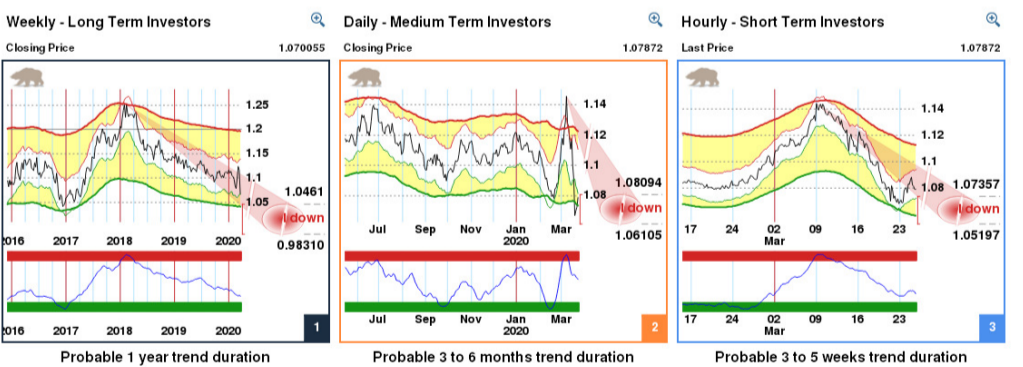 Weekly - Long Term Investors
Closing Price 1.070055
1.25
1.2
1.15
1.1
1.05
1.0461
down
0.98310
2016 2017 2018 2019 2020
2016 2017 2018 2019 2020
1
Probable 1 year trend duration
Daily - Medium Term Investors
Closing Price 1.07872
1.14
1.12
1.1
1.08
1.08094
down
1.06105
Jul Sep Nov Jan Mar
2020
Jul Sep Nov Jan Mar
2020
2
Probable 3 to 6 months trend duration
Hourly - Short Term Investors
Last Price 1.07872
1.14
1.12
1.1
1.08
1.07357
down
1.05197
17 24 02 09 16 23
Mar
17 24 02 09 16 23
Mar
3
Probable 3 to 5 weeks trend duration